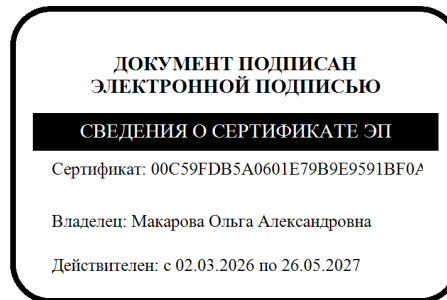 ДОКУМЕНТ ПОДПИСАН
ЭЛЕКТРОННОЙ ПОДПИСЬЮ
СВЕДЕНИЯ О СЕРТИФИКАТЕ ЭП
Сертификат: 00C59FDB5A0601E79B9E9591BF0A
Владелец: Макарова Ольга Александровна
Действителен: с 02.03.2026 по 26.05.2027